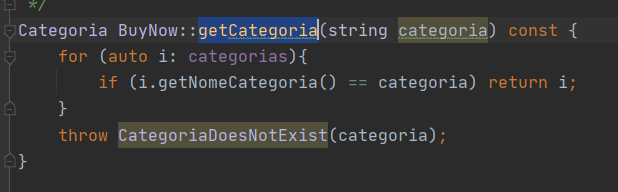 */
Categoria BuyNow::getCategoria(string categoria) const {
for (auto i: categorias){
if (i.getNomeCategoria() == categoria) return i;
}
throw CategoriaDoesNotExist(categoria);
}